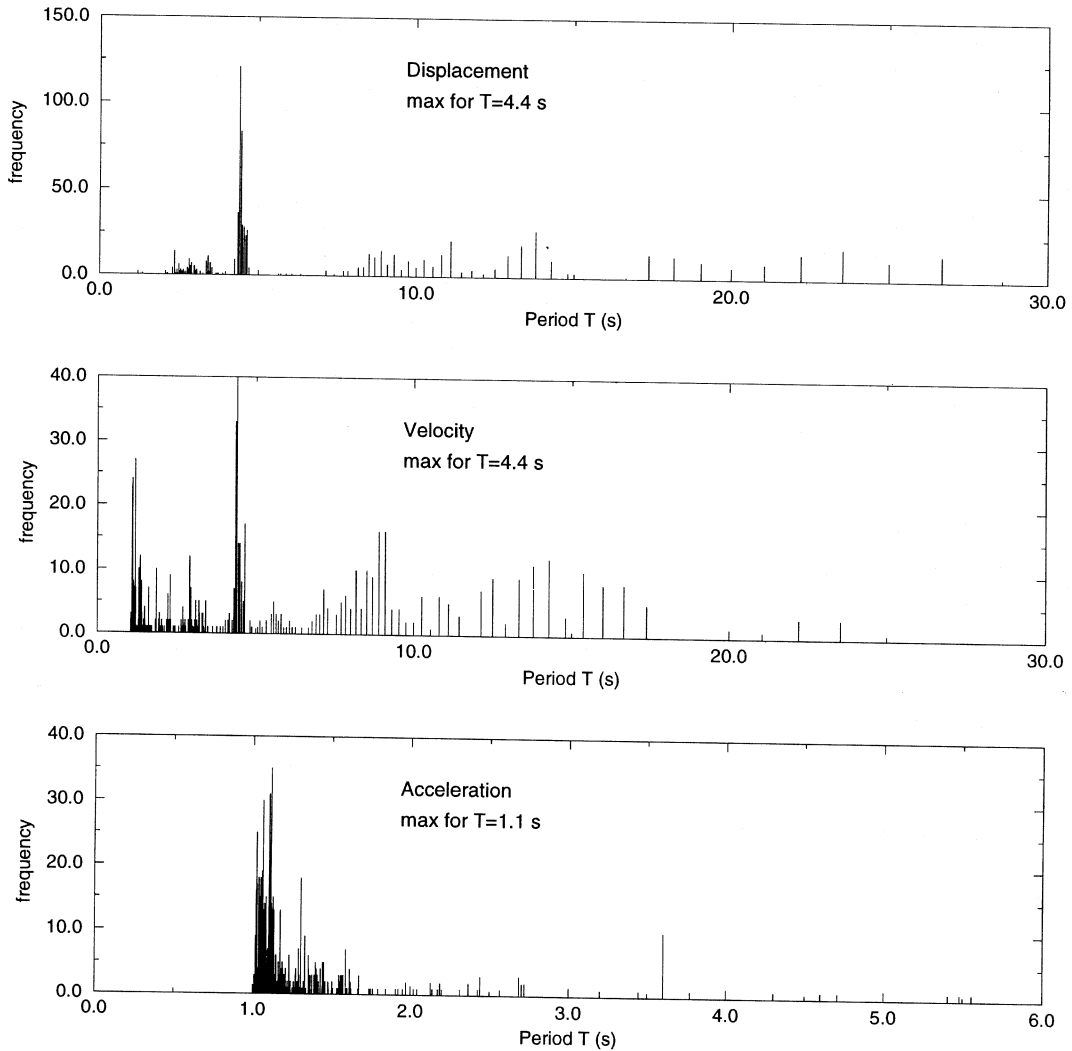 150.0
Displacement
max for T=4.4 s
100.0
frequency
50.0
0.0
0.0 10.0 20.0 30.0
Period T (s)
40.0
Velocity
max for T=4.4 s
30.0
frequency
20.0
10.0
0.0
0.0 10.0 20.0 30.0
Period T (s)
40.0
Acceleration
max for T=1.1 s
30.0
frequency
20.0
10.0
0.0
0.0 1.0 2.0 3.0 4.0 5.0 6.0
Period T (s)